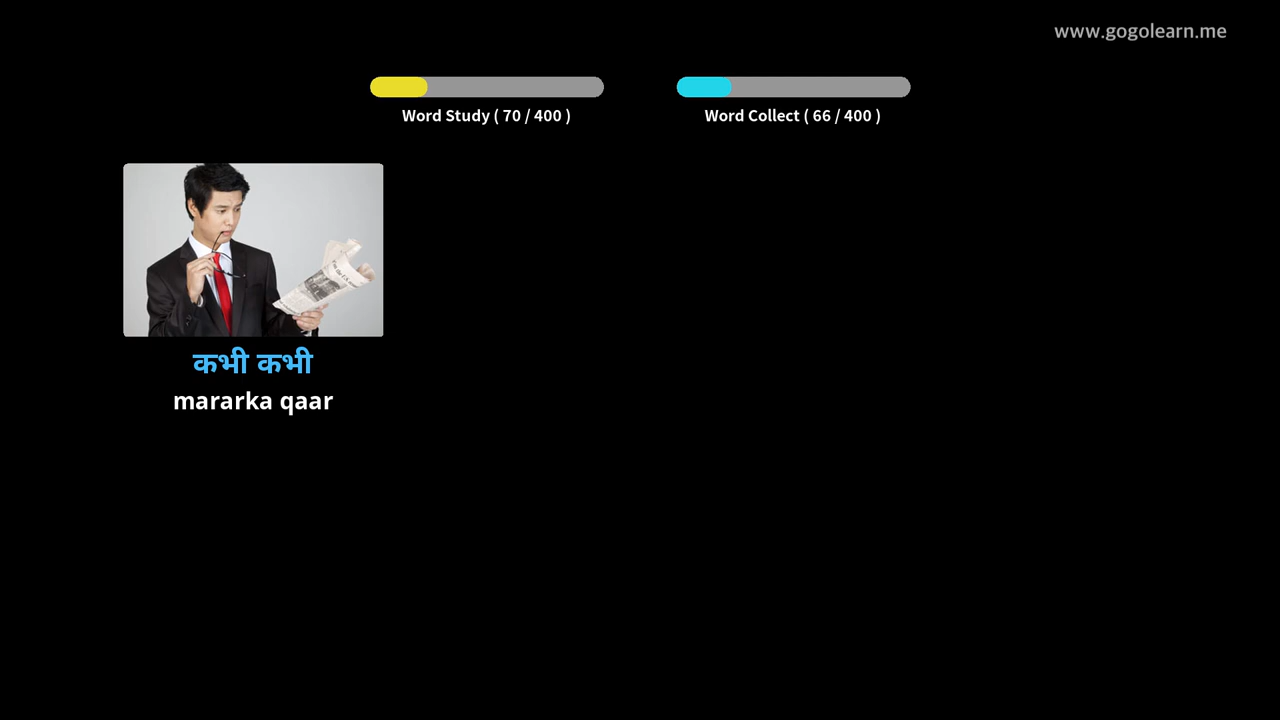 www.gogolearn.me
Word Study ( 70 / 400 )
Word Collect ( 66 / 400 )
कभी कभी
mararka qaar